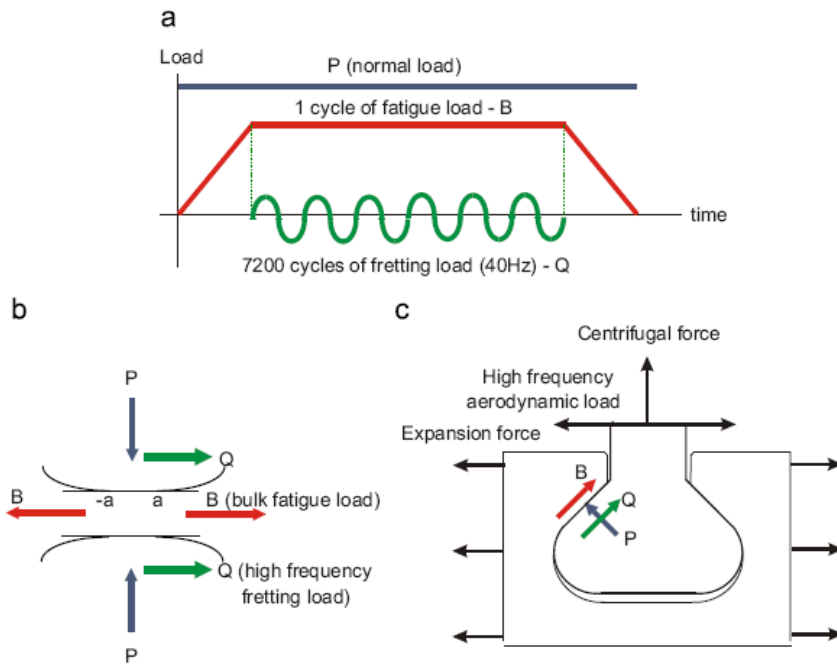 a
Load
P (normal load)
1 cycle of fatigue load - B
time
7200 cycles of fretting load (40Hz) - Q
b
P
Q
B
-a
a
B (bulk fatigue load)
Q (high frequency
fretting load)
P
c
Centrifugal force
High frequency
aerodynamic load
Expansion force
B
Q
P